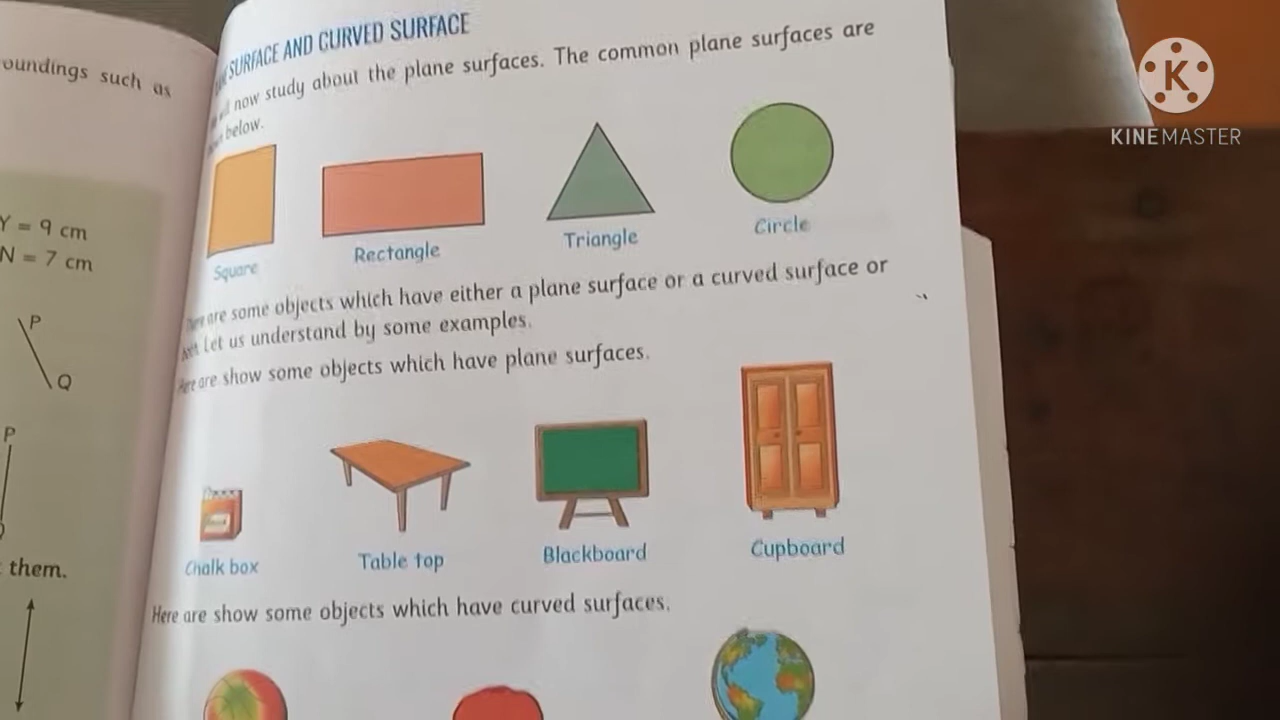 oundings such as
Y = 9 cm
N = 7 cm
P
Q
P
them.
SURFACE AND CURVED SURFACE
now study about the plane surfaces. The common plane surfaces are
below.
Square
Rectangle
Triangle
Circle
are some objects which have either a plane surface or a curved surface or
Let us understand by some examples.
Here are show some objects which have plane surfaces.
Chalk box
Table top
Blackboard
Cupboard
Here are show some objects which have curved surfaces.
KINEMASTER